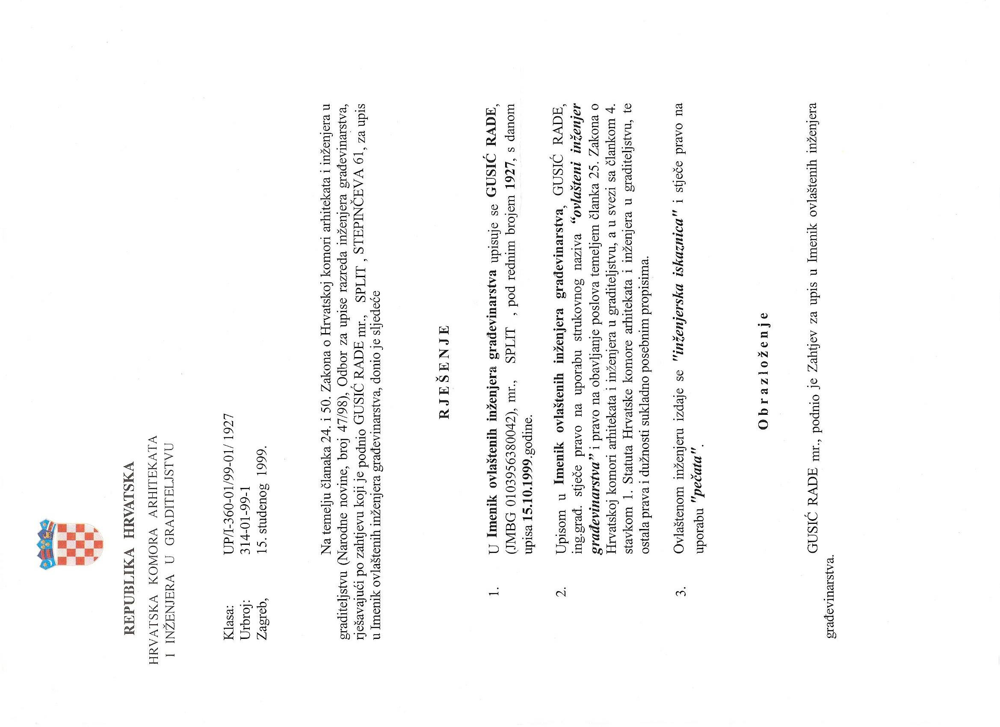 REPUBLIKA HRVATSKA
HRVATSKA KOMORA ARHITEKATA
I INŽENJERA U GRADITELJSTVU
Klasa: UP/I-360-01/99-01/ 1927
Urbroj: 314-01-99-1
Zagreb, 15. studenog 1999.
Na temelju članaka 24. i 50. Zakona o Hrvatskoj komori arhitekata i inženjera u
graditeljstvu (Narodne novine, broj 47/98), Odbor za upise razreda inženjera građevinarstva,
rješavajući po zahtjevu koji je podnio GUSIĆ RADE mr., SPLIT , STEPINČEVA 61, za upis
u Imenik ovlaštenih inženjera građevinarstva, donio je sljedeće
RJEŠENJE
1. U Imenik ovlaštenih inženjera građevinarstva upisuje se GUSIĆ RADE,
(JMBG 0103956380042), mr., SPLIT , pod rednim brojem 1927, s danom
upisa 15.10.1999.godine.
2. Upisom u Imenik ovlaštenih inženjera građevinarstva, GUSIĆ RADE,
ing.građ. stječe pravo na uporabu strukovnog naziva “ovlašteni inženjer
građevinarstva” i pravo na obavljanje poslova temeljem članka 25. Zakona o
Hrvatskoj komori arhitekata i inženjera u graditeljstvu, a u svezi sa člankom 4.
stavkom 1. Statuta Hrvatske komore arhitekata i inženjera u graditeljstvu, te
ostala prava i dužnosti sukladno posebnim propisima.
3. Ovlaštenom inženjeru izdaje se "inženjerska iskaznica" i stječe pravo na
uporabu "pečata".
Obrazloženje
GUSIĆ RADE mr., podnio je Zahtjev za upis u Imenik ovlaštenih inženjera
građevinarstva.